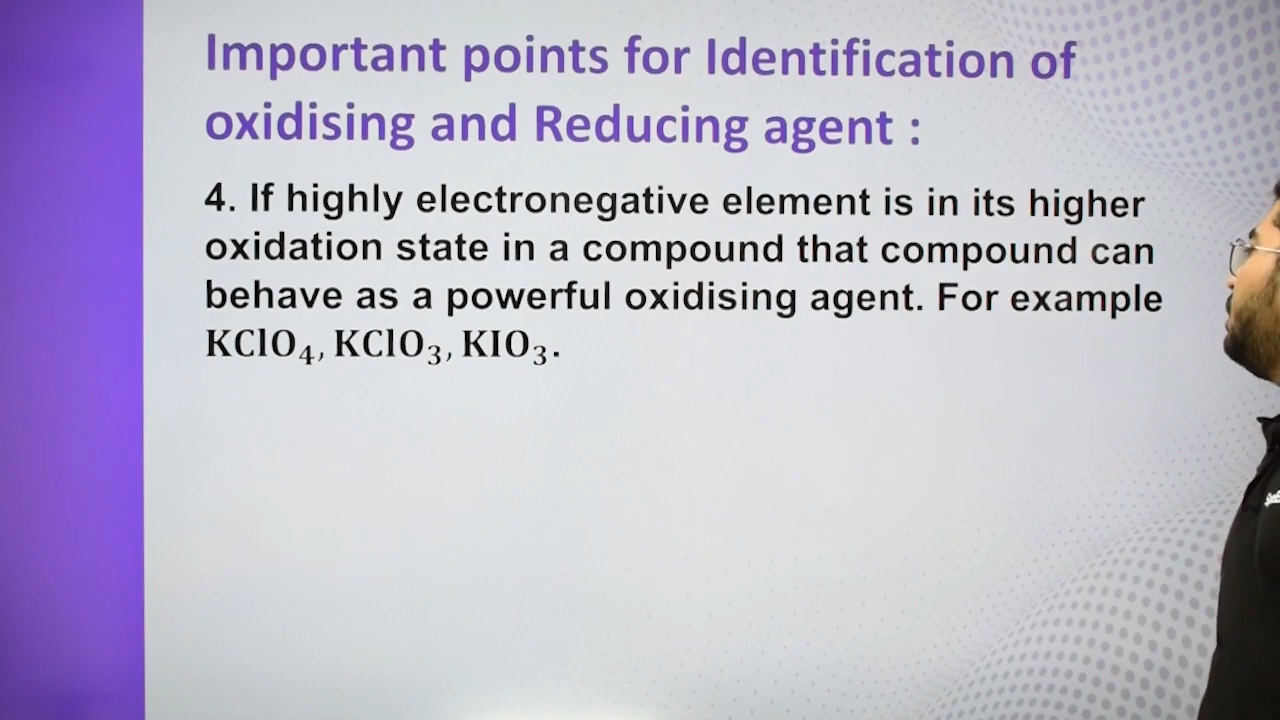 Important points for Identification of
oxidising and Reducing agent :
4. If highly electronegative element is in its higher
oxidation state in a compound that compound can
behave as a powerful oxidising agent. For example
KClO₄, KClO₃, KIO₃.